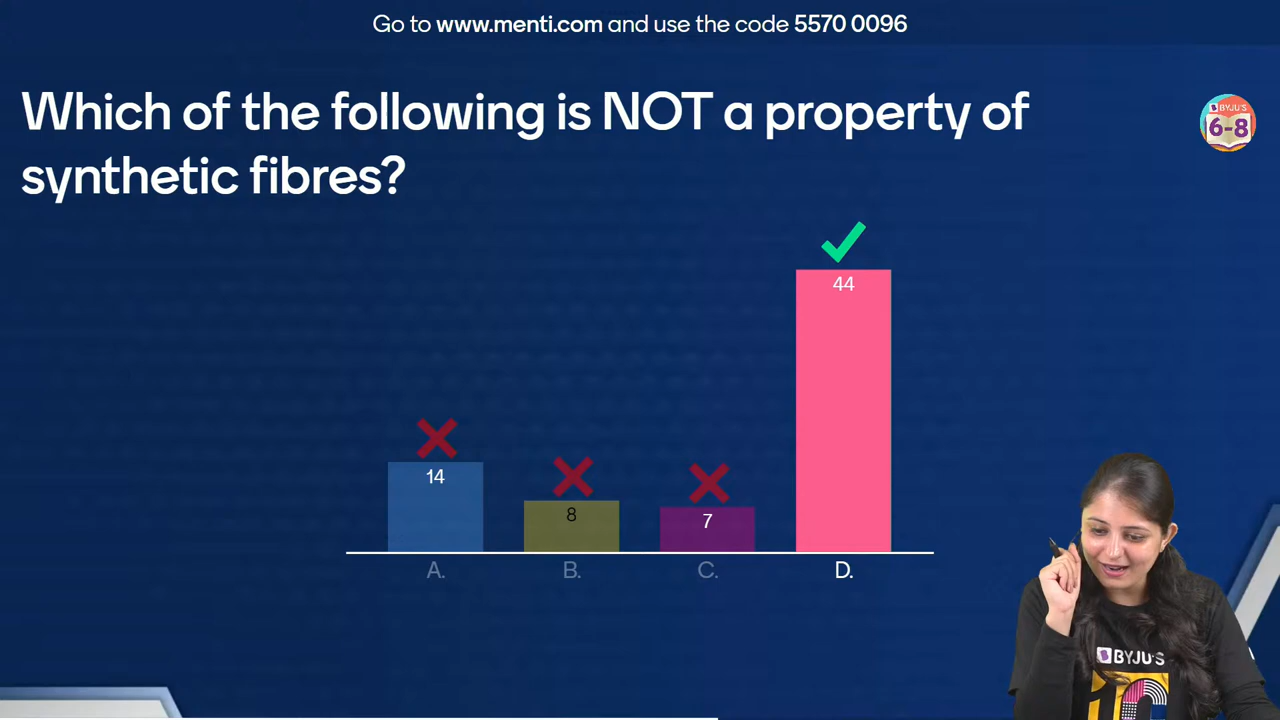 Go to www.menti.com and use the code 5570 0096
Which of the following is NOT a property of
synthetic fibres?
BYJU'S
6-8
44
14
8
7
A.
B.
C.
D.
BYJU'S